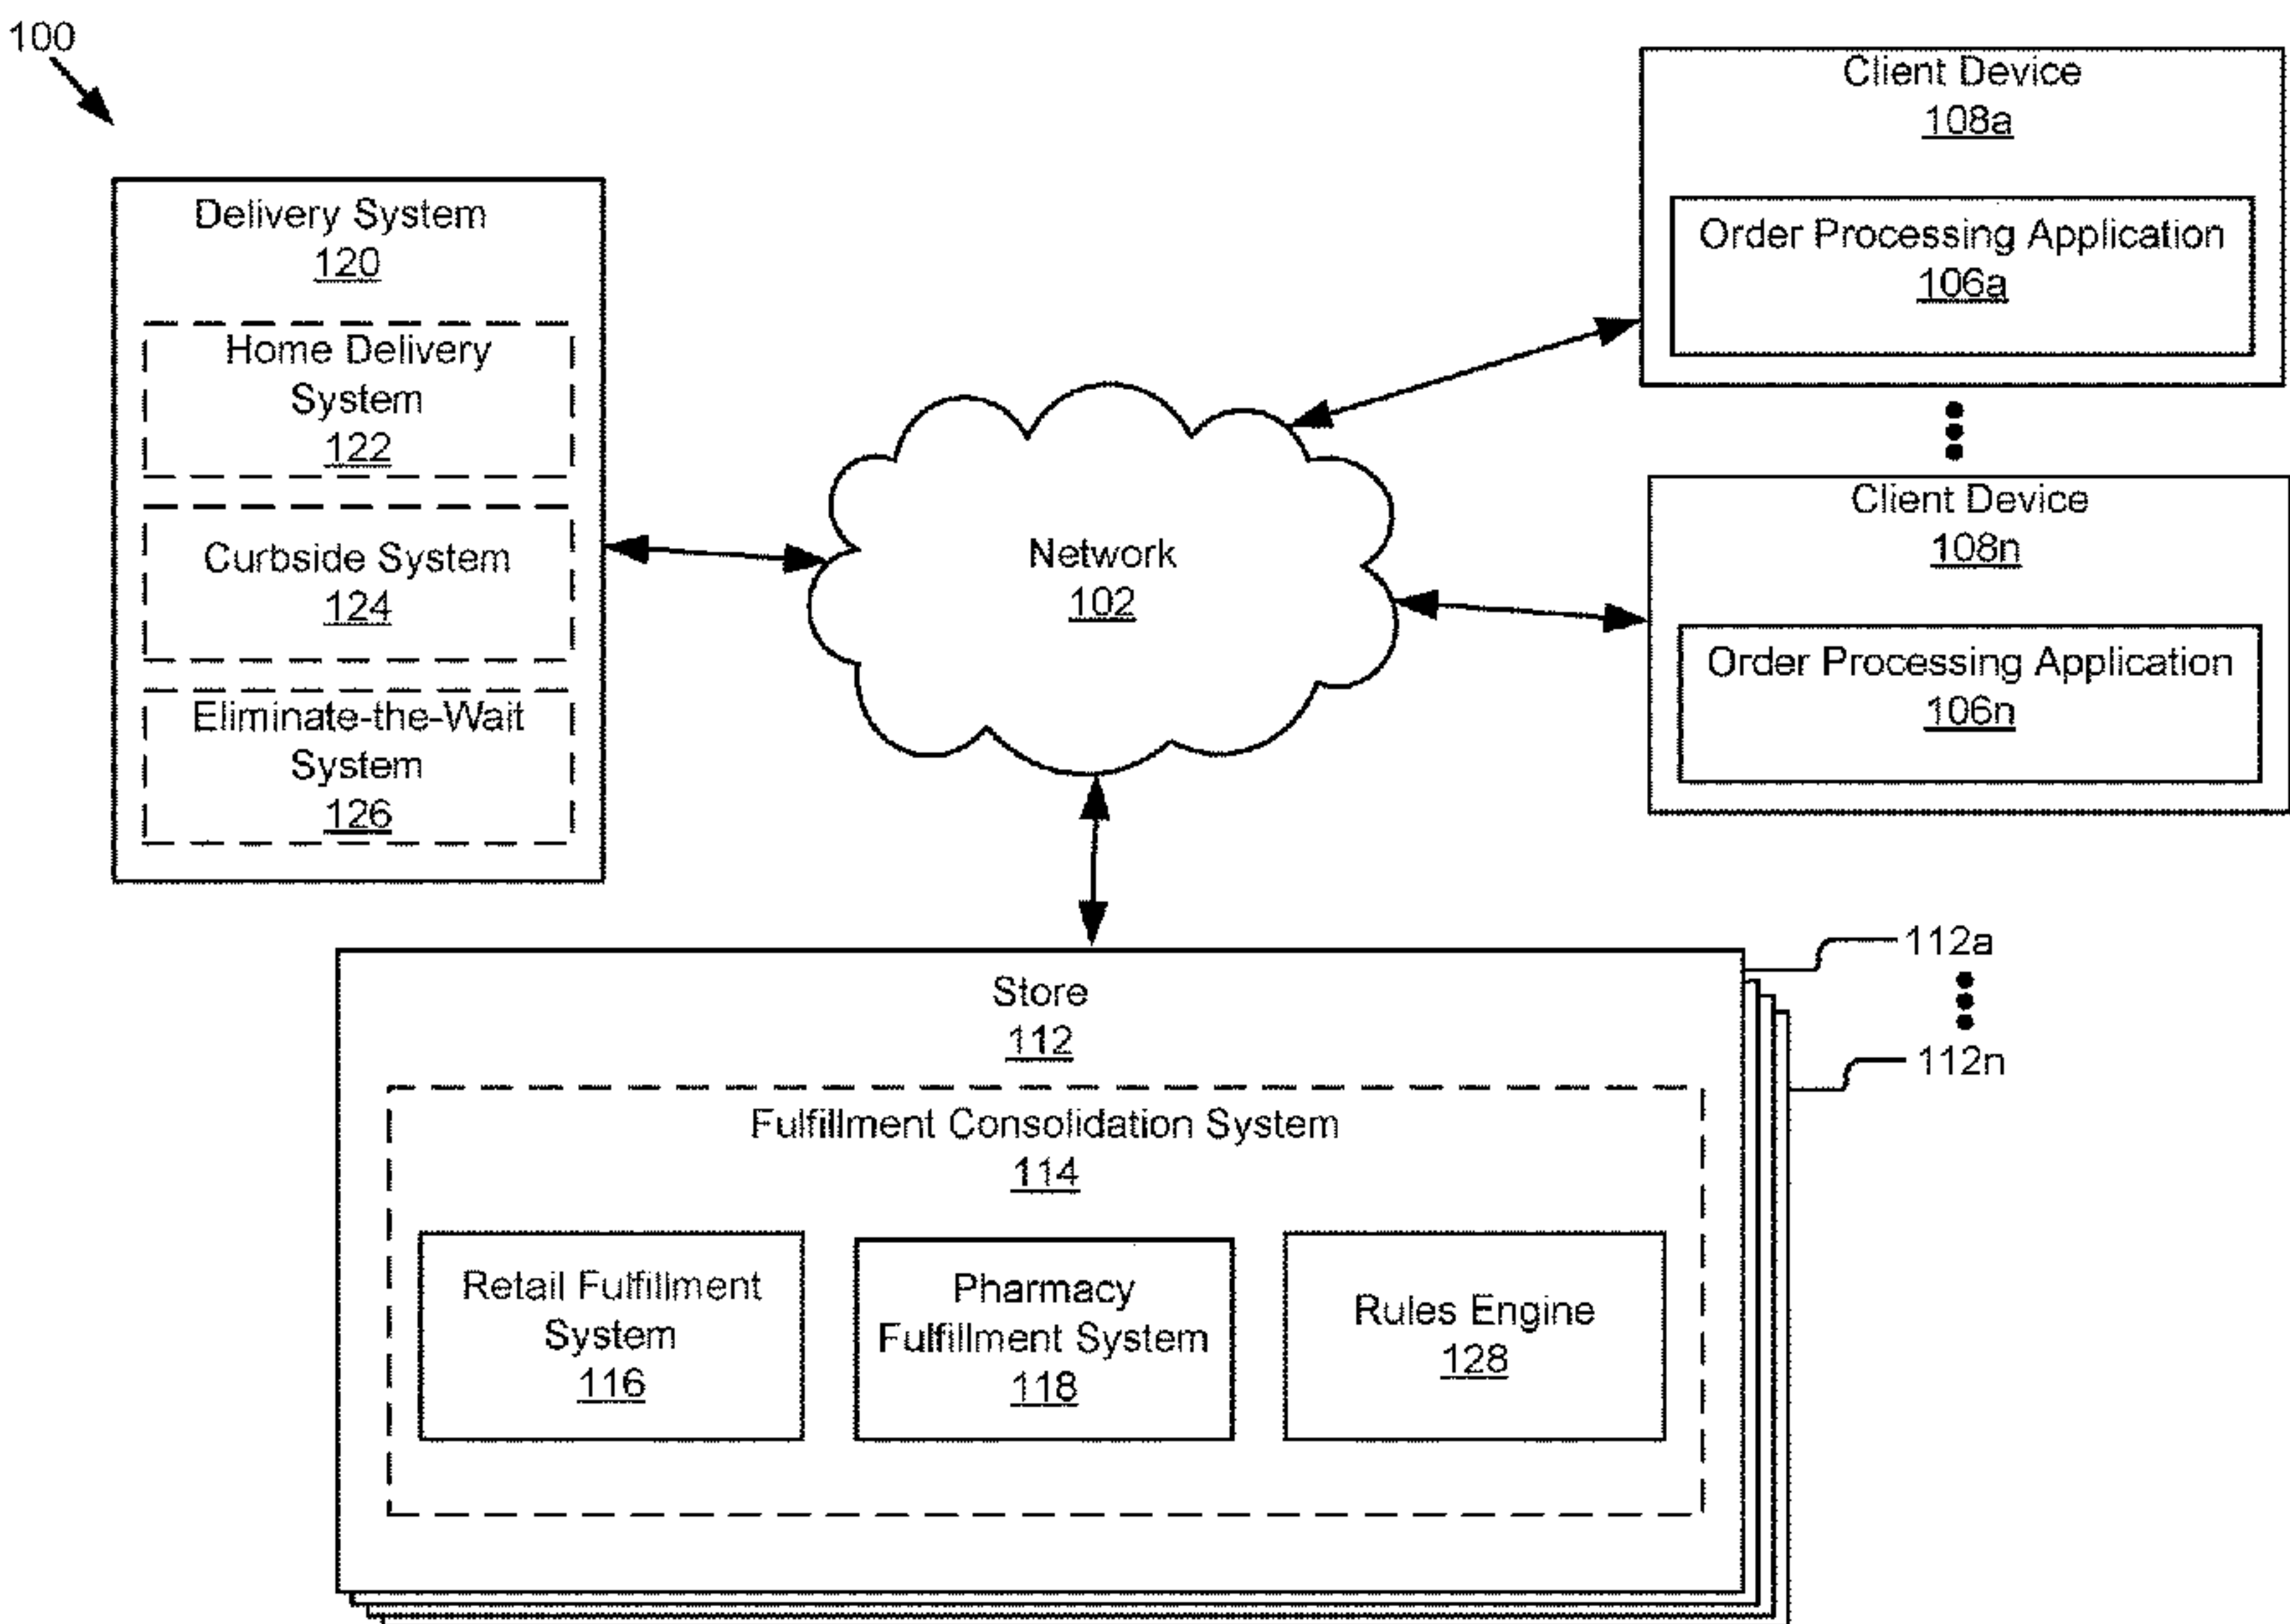 100
Delivery System
120
Home Delivery
System
122
Curbside System
124
Eliminate-the-Wait
System
126
Network
102
Client Device
108a
Order Processing Application
106a
Client Device
108n
Order Processing Application
106n
Store
112
Fulfillment Consolidation System
114
Retail Fulfillment
System
116
Pharmacy
Fulfillment System
118
Rules Engine
128
112a
112n